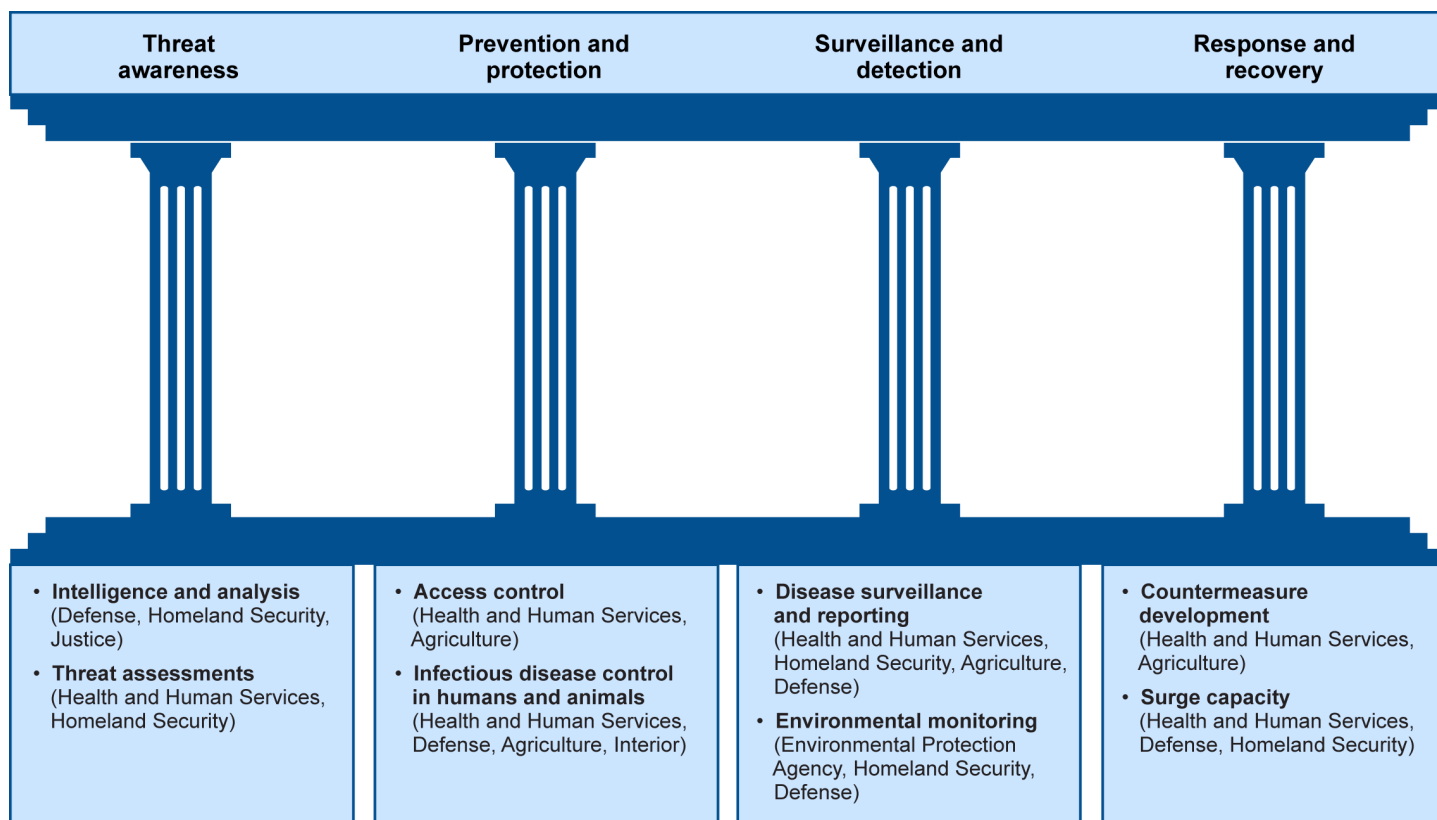 Threat
awareness
Prevention and
protection
Surveillance and
detection
Response and
recovery
• Intelligence and analysis
(Defense, Homeland Security,
Justice)
• Threat assessments
(Health and Human Services,
Homeland Security)
• Access control
(Health and Human Services,
Agriculture)
• Infectious disease control
in humans and animals
(Health and Human Services,
Defense, Agriculture, Interior)
• Disease surveillance
and reporting
(Health and Human Services,
Homeland Security, Agriculture,
Defense)
• Environmental monitoring
(Environmental Protection
Agency, Homeland Security,
Defense)
• Countermeasure
development
(Health and Human Services,
Agriculture)
• Surge capacity
(Health and Human Services,
Defense, Homeland Security)